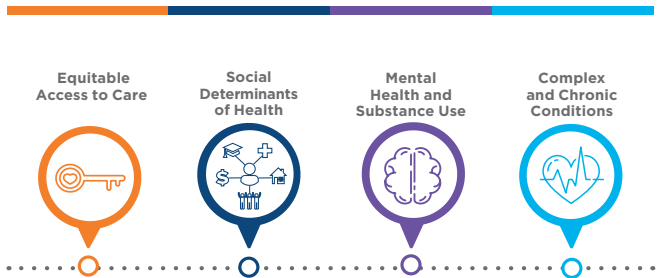 Equitable
Access to Care
Social
Determinants
of Health
Mental
Health and
Substance Use
Complex
and Chronic
Conditions
$